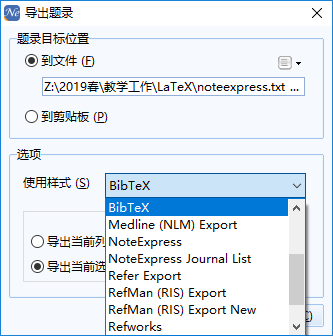 导出题录
题录目标位置
到文件 (F)
Z:\2019春\教学工作\LaTeX\noteexpress.txt ...
到剪贴板 (P)
选项
使用样式 (S)
BibTeX
BibTeX
Medline (NLM) Export
NoteExpress
NoteExpress Journal List
Refer Export
导出当前
RefMan (RIS) Export
导出当前
RefMan (RIS) Export New
Refworks